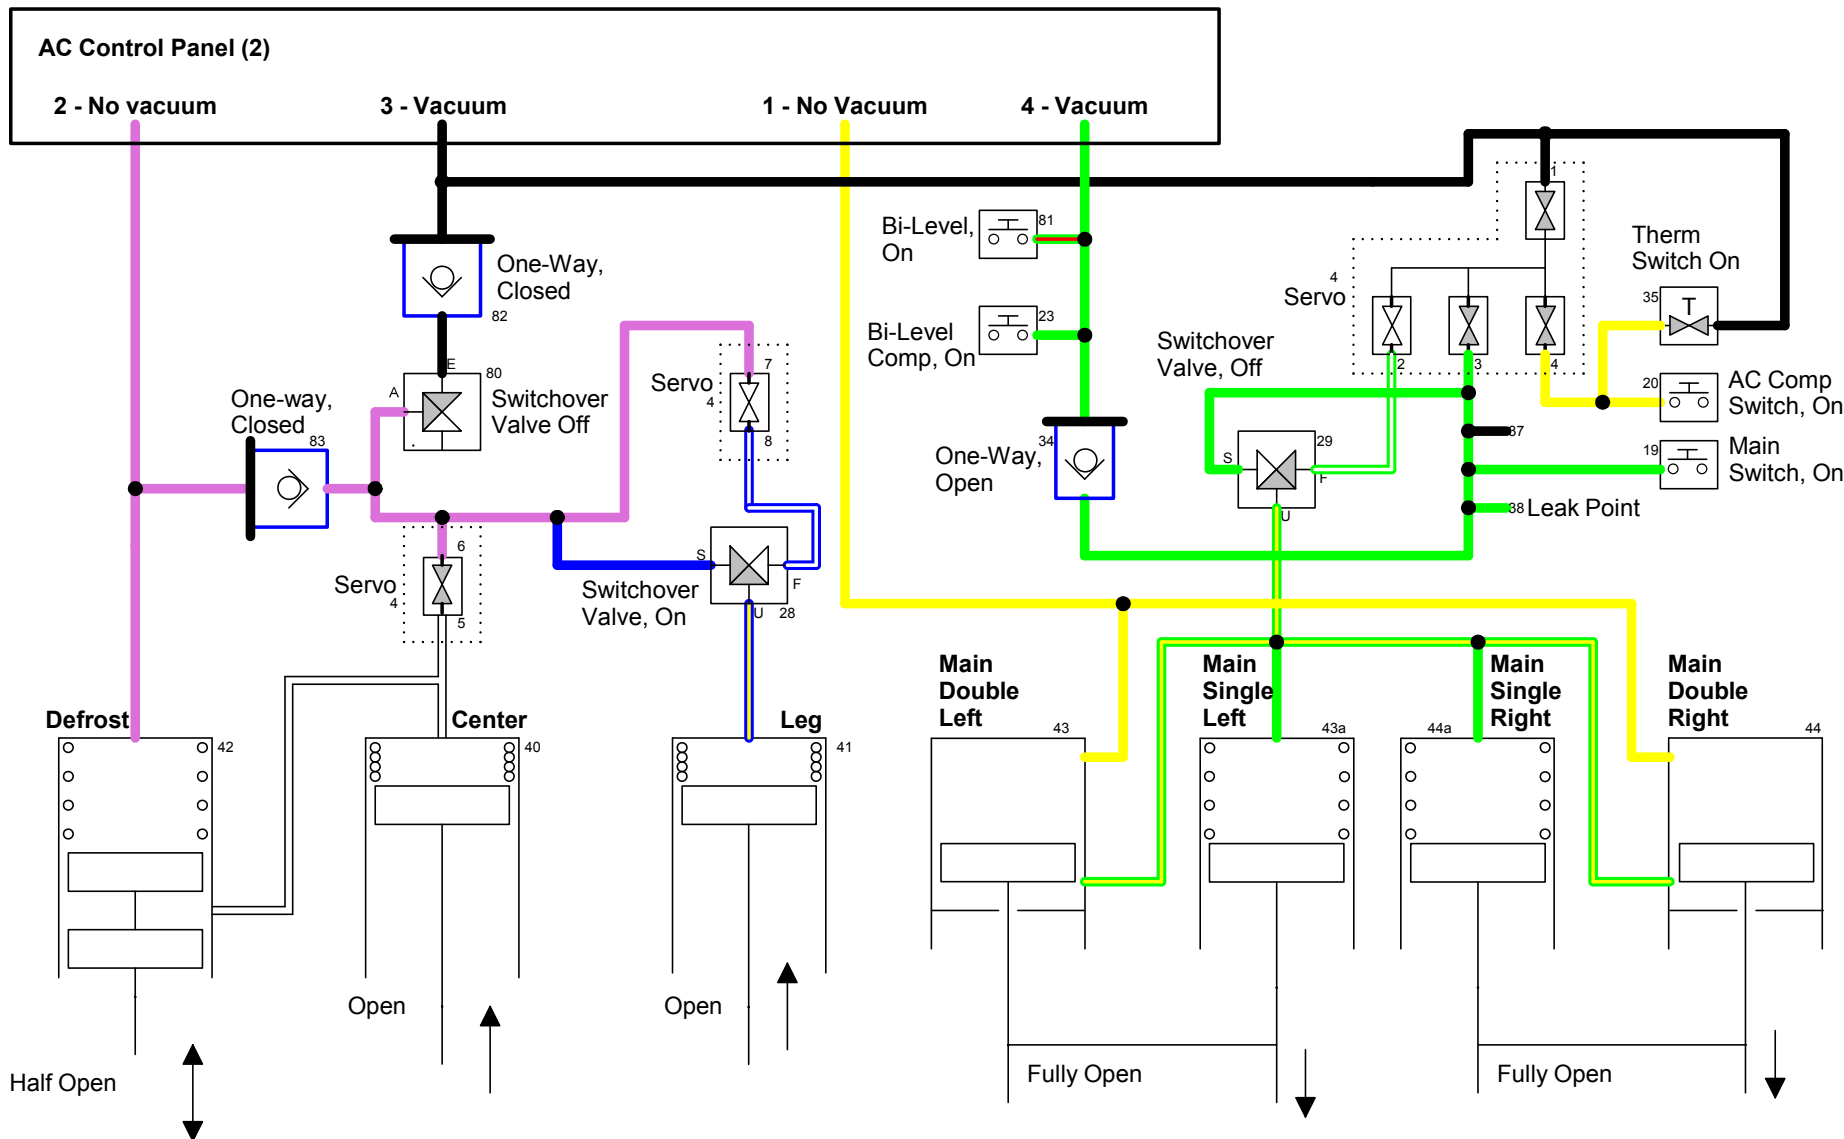 AC Control Panel (2)
2 - No vacuum
3 - Vacuum
1 - No Vacuum
4 - Vacuum
1
81
Bi-Level,
On
Therm
Switch On
One-Way,
Closed
82
4
Servo
35
T
23
Bi-Level
Comp, On
Switchover
Valve, Off
2
3
4
E
80
A
Switchover
Valve Off
7
Servo
4
8
20
AC Comp
Switch, On
One-way,
Closed
83
34
One-Way,
Open
29
S
F
U
37
19
Main
Switch, On
38
Leak Point
6
Servo
4
5
S
F
U
28
Switchover
Valve, On
Defrost
42
Center
40
Leg
41
Main
Double
Left
43
Main
Single
Left
43a
Main
Single
Right
44a
Main
Double
Right
44
Open
Open
Half Open
Fully Open
Fully Open